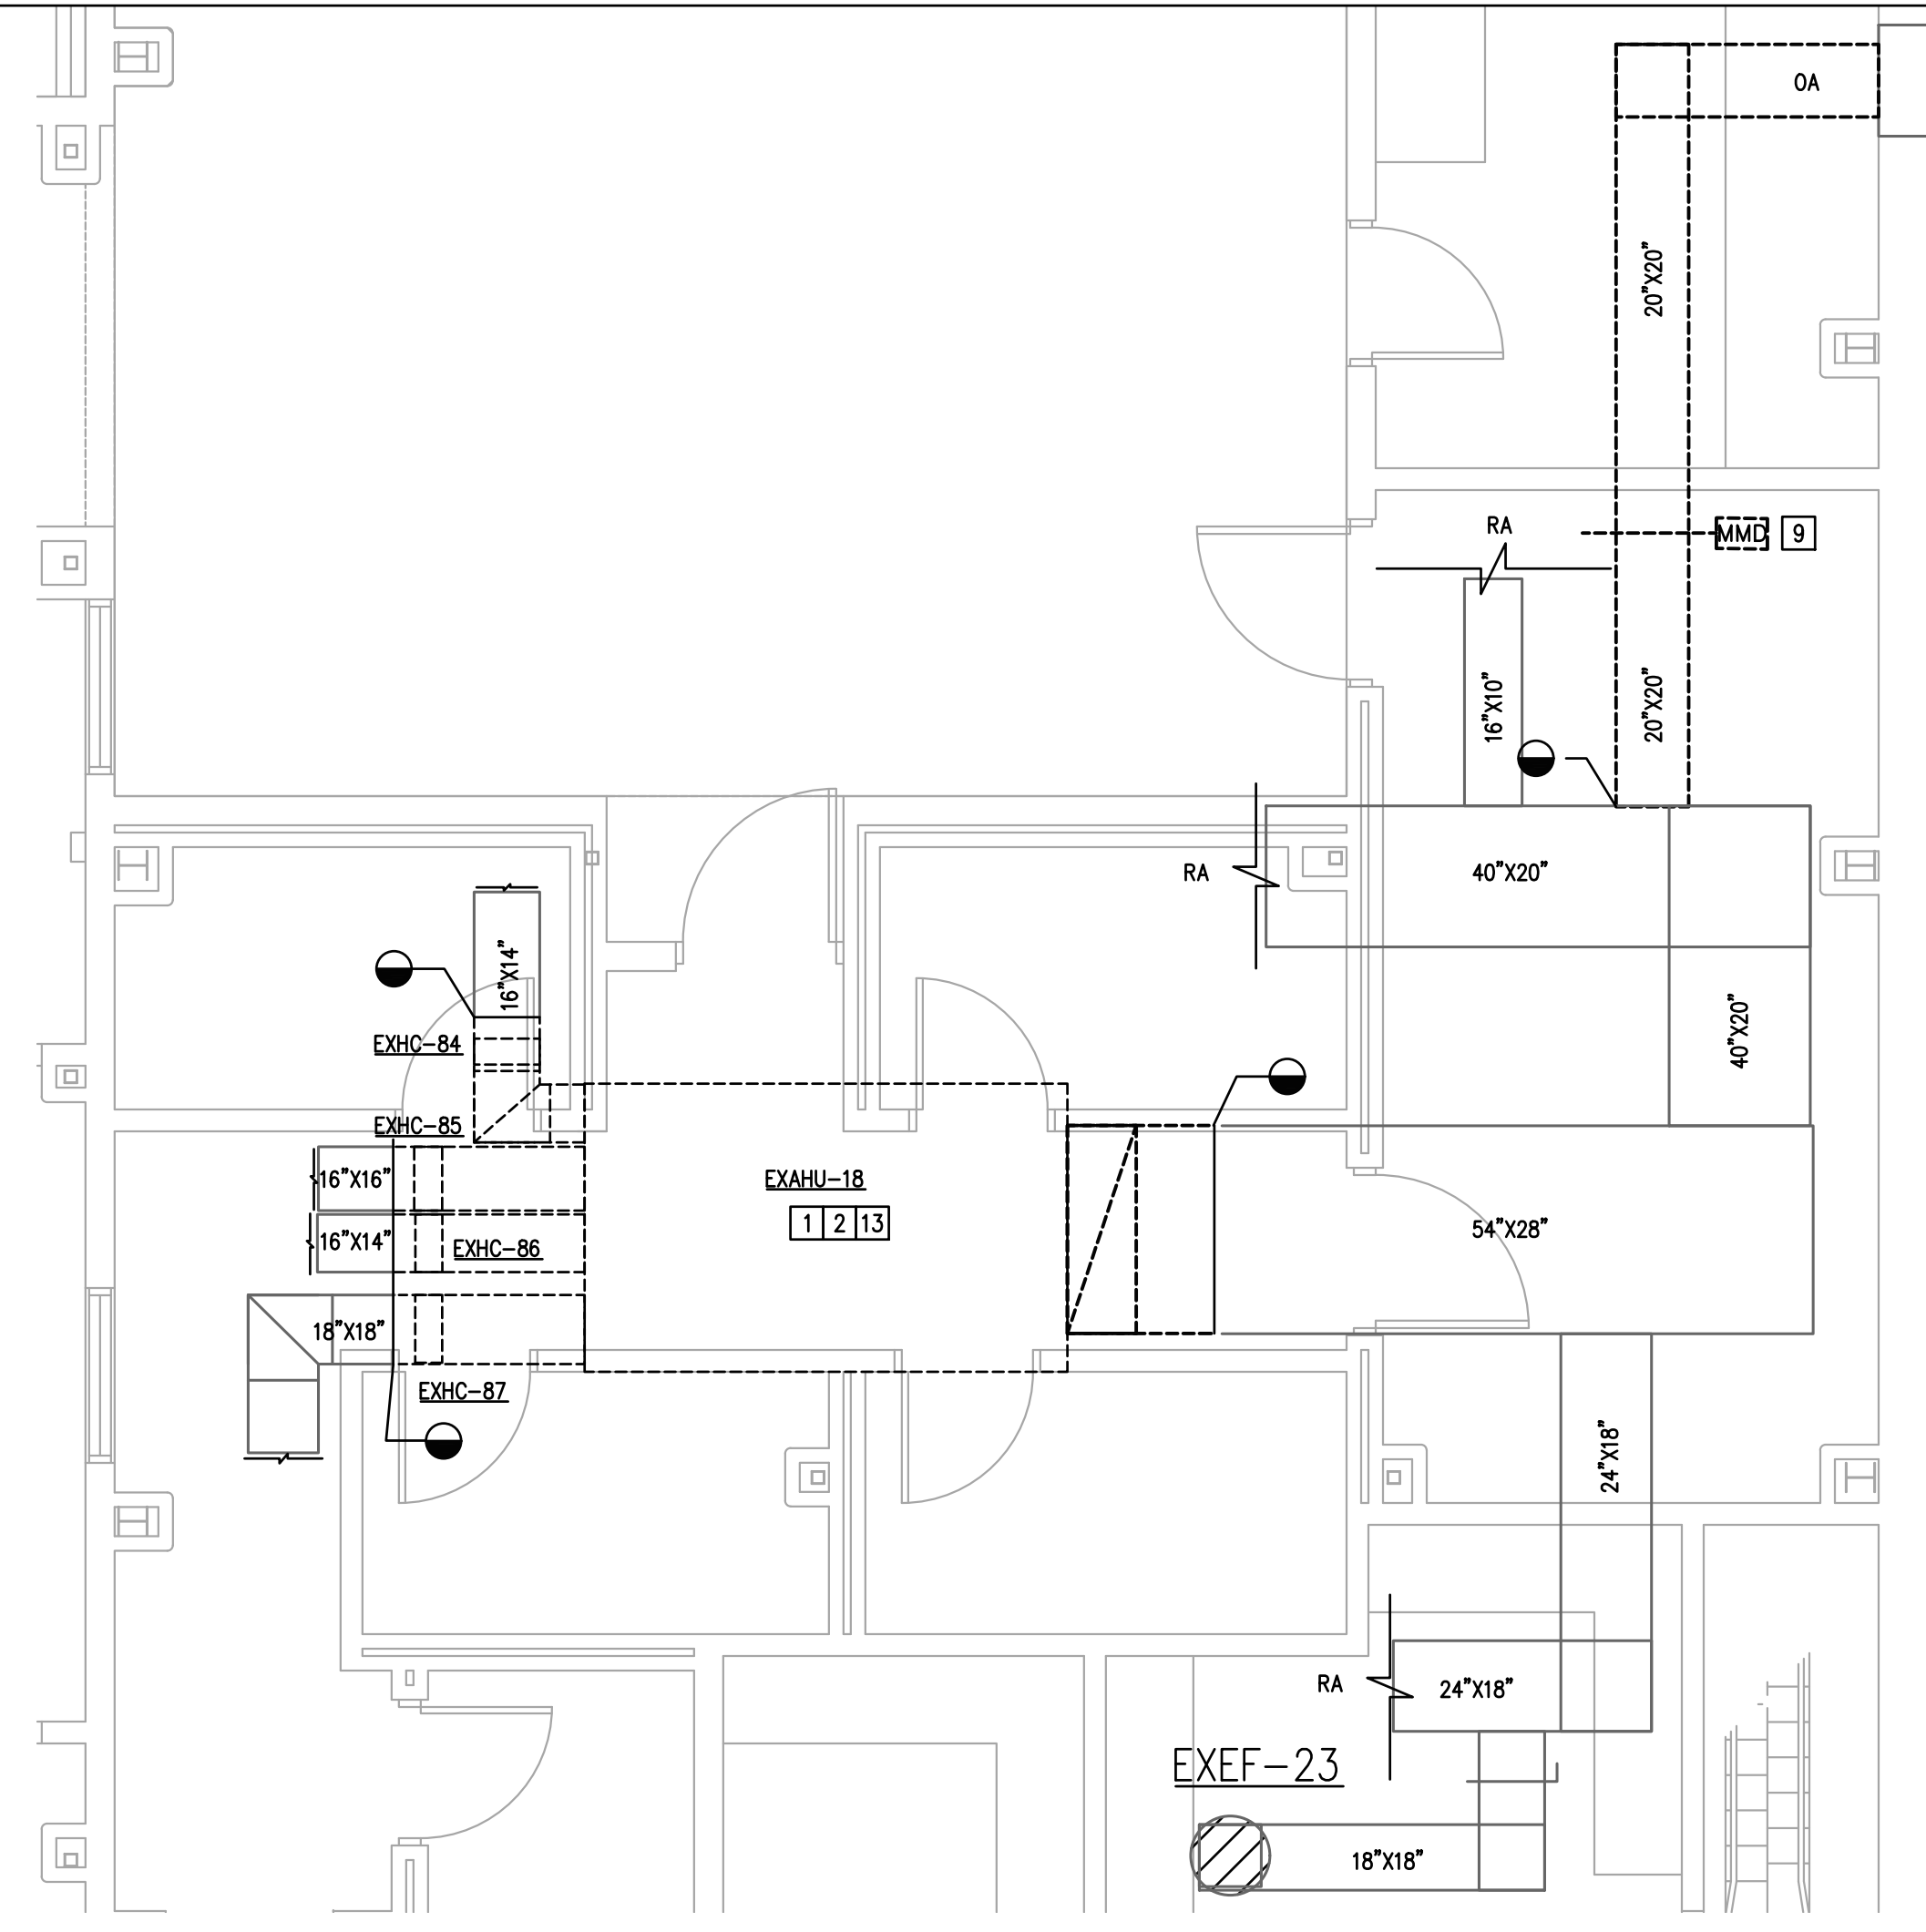 OA
20"X20"
RA
MMD
9
16"X10"
20"X20"
RA
40"X20"
16"X14"
40"X20"
EXHC-84
EXHC-85
16"X16"
EXAHU-18
1 2 13
54"X28"
16"X14"
EXHC-86
18"X18"
EXHC-87
24"X18"
RA
24"X18"
EXEF-23
18"X18"